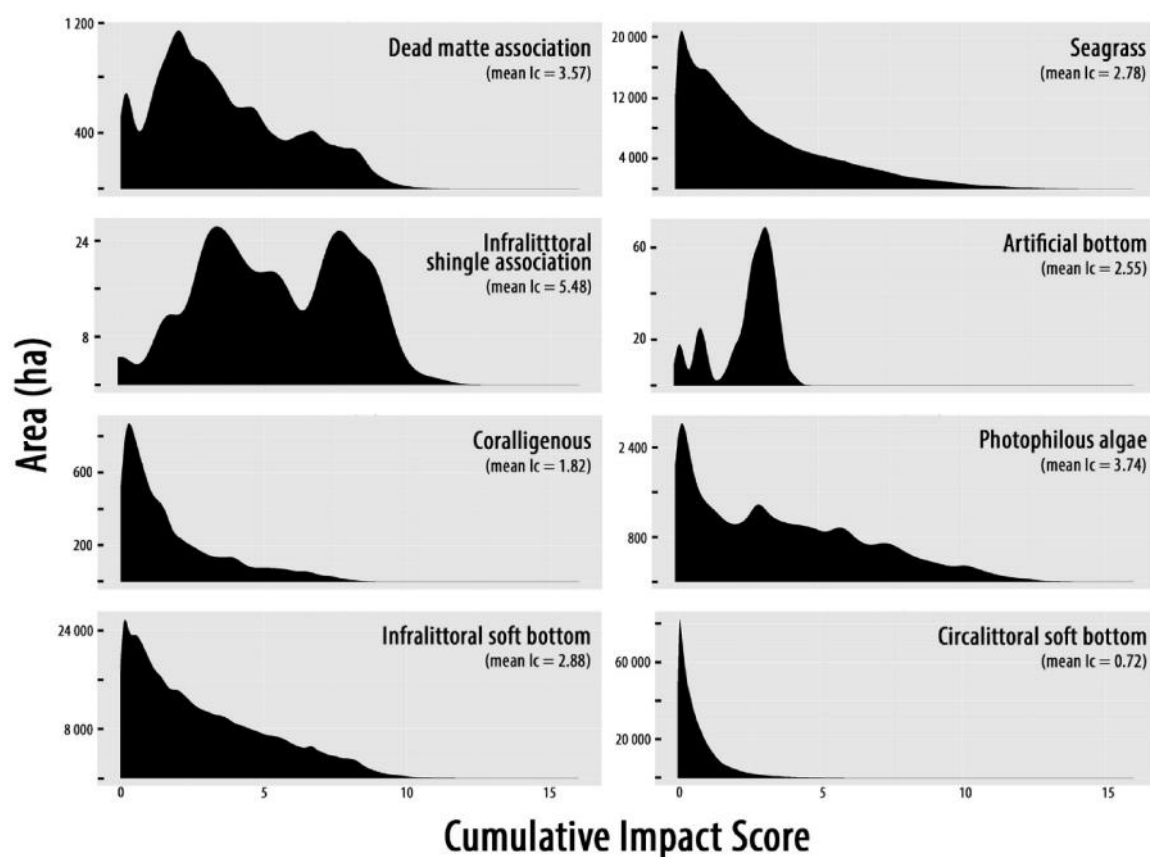 1 200
400
Dead matte association
(mean Ic = 3.57)
20 000
12 000
4 000
Seagrass
(mean Ic = 2.78)
24
8
Infralitttoral
shingle association
(mean Ic = 5.48)
60
20
Artificial bottom
(mean Ic = 2.55)
Area (ha)
600
200
Coralligenous
(mean Ic = 1.82)
2 400
800
Photophilous algae
(mean Ic = 3.74)
24 000
8 000
Infralittoral soft bottom
(mean Ic = 2.88)
0 5 10 15
60 000
20 000
Circalittoral soft bottom
(mean Ic = 0.72)
0 5 10 15
Cumulative Impact Score